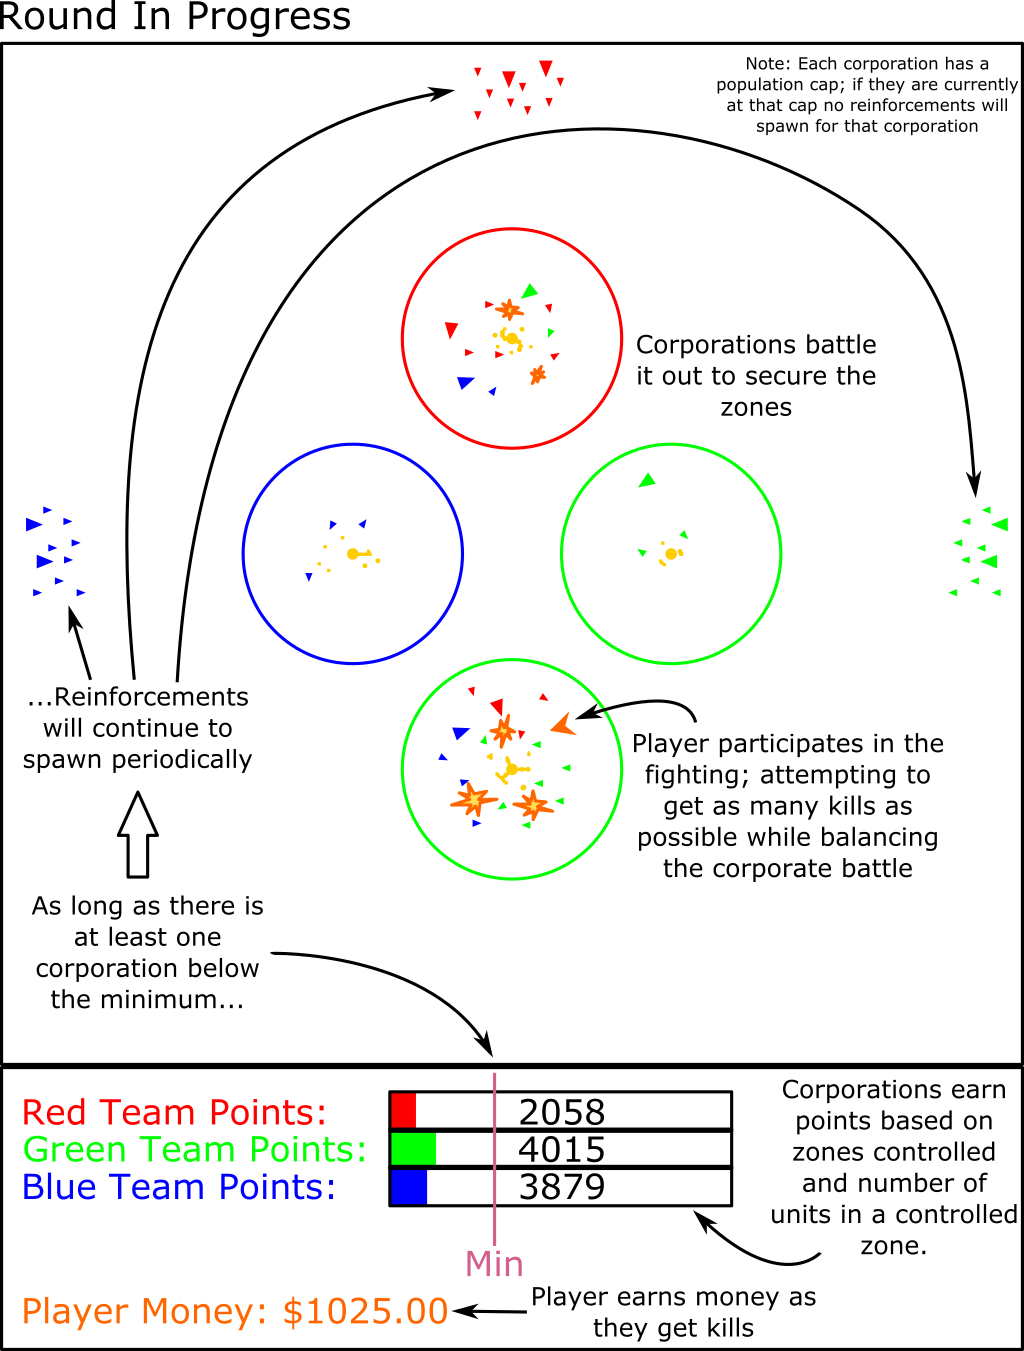 Round In Progress
Note: Each corporation has a
population cap; if they are currently
at that cap no reinforcements will
spawn for that corporation
Corporations battle
it out to secure the
zones
...Reinforcements
will continue to
spawn periodically
Player participates in the
fighting; attempting to
get as many kills as
possible while balancing
the corporate battle
As long as there is
at least one
corporation below
the minimum...
Red Team Points: 2058
Green Team Points: 4015
Blue Team Points: 3879
Min
Corporations earn
points based on
zones controlled
and number of
units in a controlled
zone.
Player Money: $1025.00
Player earns money as
they get kills